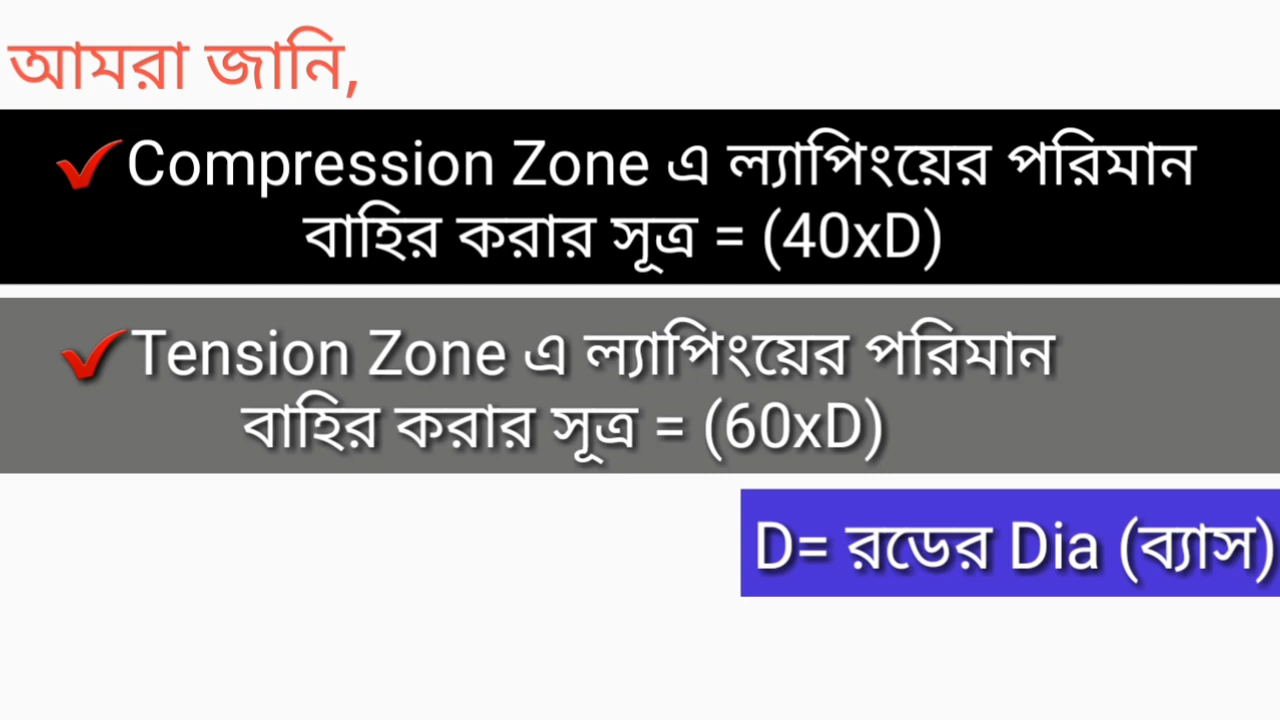 আমরা জানি,
Compression Zone এ ল্যাপিংয়ের পরিমান
বাহির করার সূত্র = (40xD)
Tension Zone এ ল্যাপিংয়ের পরিমান
বাহির করার সূত্র = (60xD)
D= রডের Dia (ব্যাস)